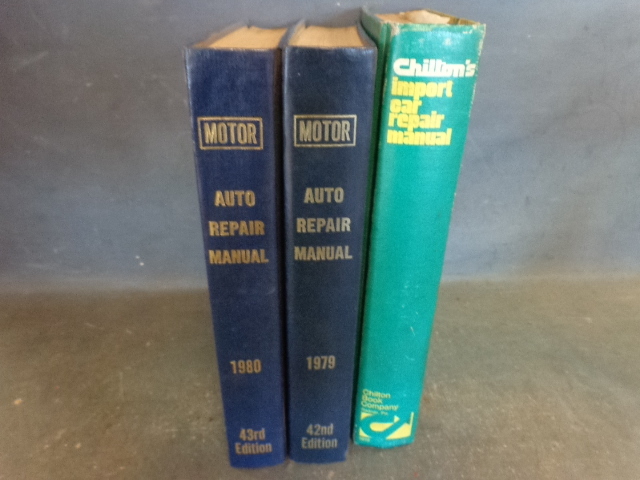 MOTOR
AUTO
REPAIR
MANUAL
1980
43rd
Edition
MOTOR
AUTO
REPAIR
MANUAL
1979
42nd
Edition
Chilton's
import
car
repair
manual
Chilton
Book
Company